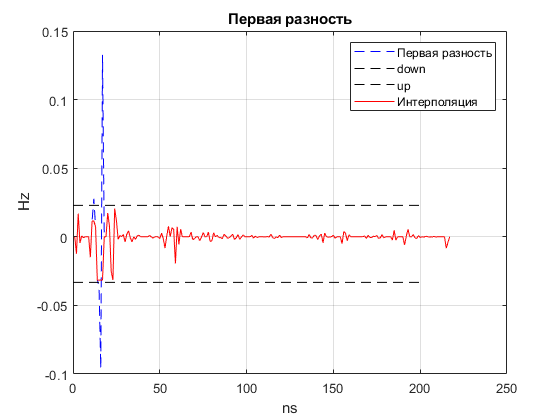 Первая разность
0.15
0.1
0.05
0
-0.05
-0.1
Hz
0
50
100
150
200
250
ns
Первая разность
down
up
Интерполяция